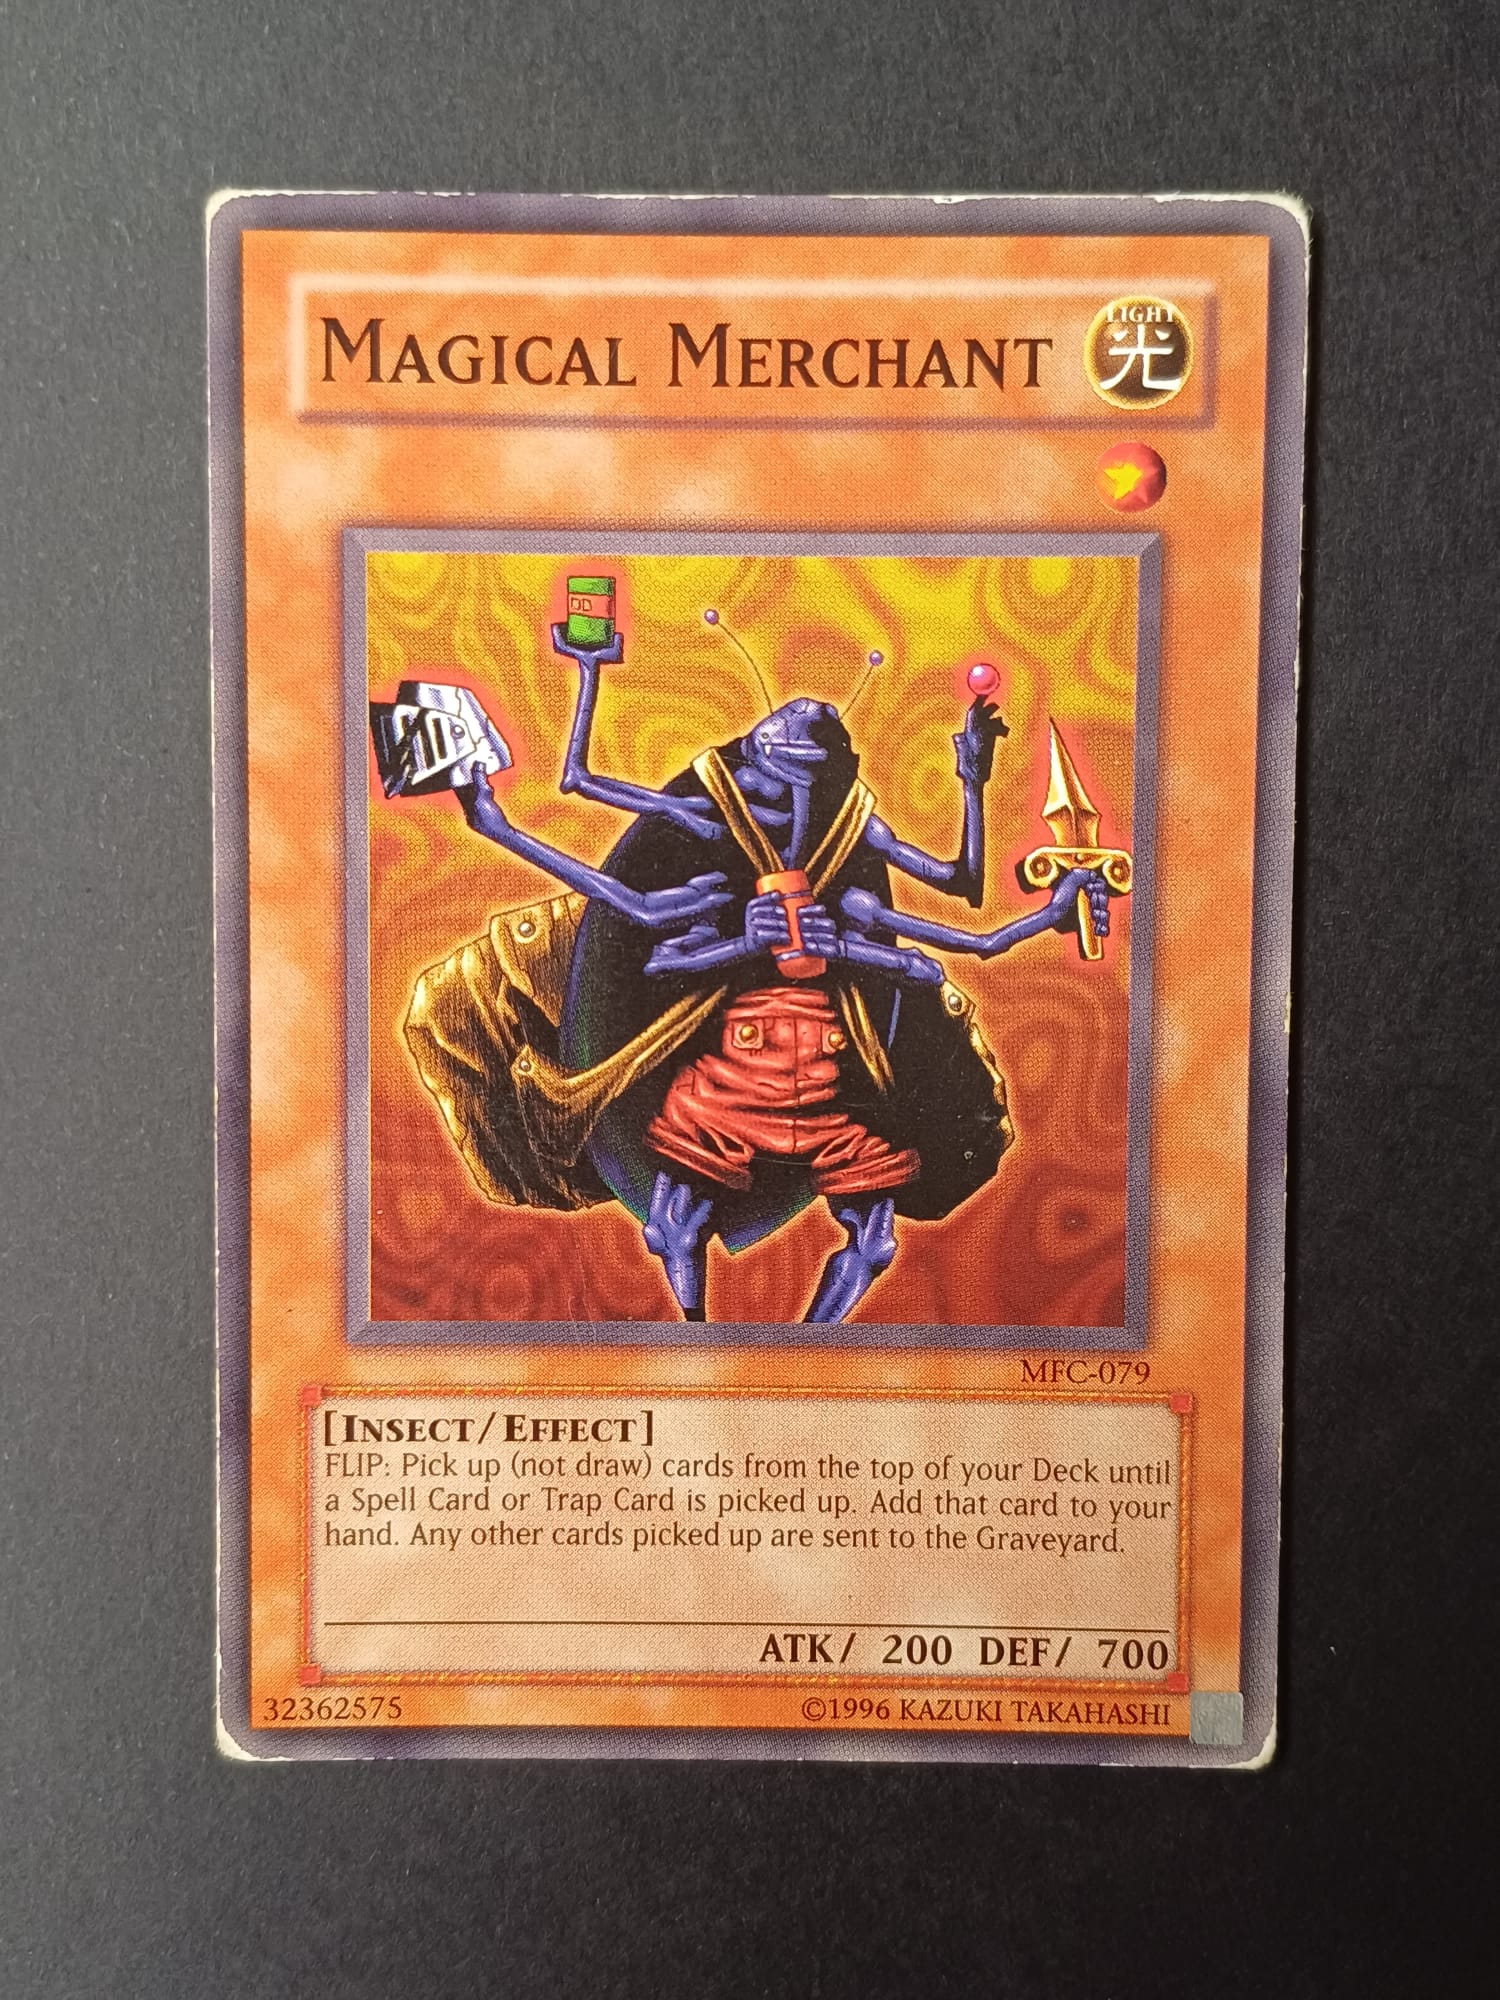 MAGICAL MERCHANT
LIGHT
光
MFC-079
[INSECT/EFFECT]
FLIP: Pick up (not draw) cards from the top of your Deck until
a Spell Card or Trap Card is picked up. Add that card to your
hand. Any other cards picked up are sent to the Graveyard.
ATK/ 200 DEF/ 700
32362575
©1996 KAZUKI TAKAHASHI